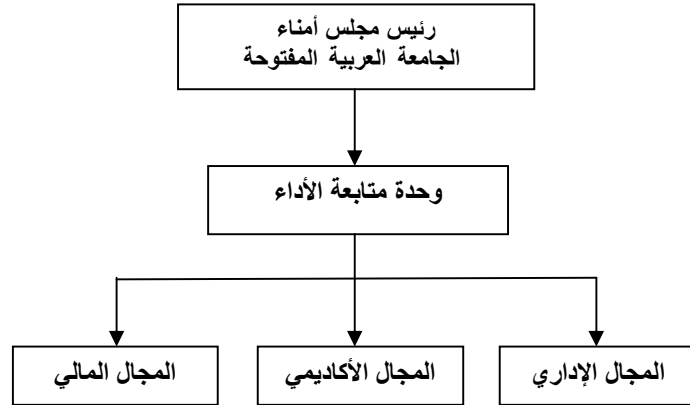 رئيس مجلس أمناء
الجامعة العربية المفتوحة
وحدة متابعة الأداء
المجال الإداري
المجال الأكاديمي
المجال المالي